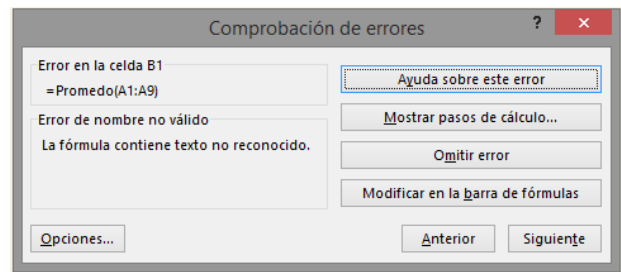 Comprobación de errores
?
×
Error en la celda B1
=Promedo(A1:A9)
Error de nombre no válido
La fórmula contiene texto no reconocido.
Ayuda sobre este error
Mostrar pasos de cálculo...
Omitir error
Modificar en la barra de fórmulas
Opciones...
Anterior
Siguiente